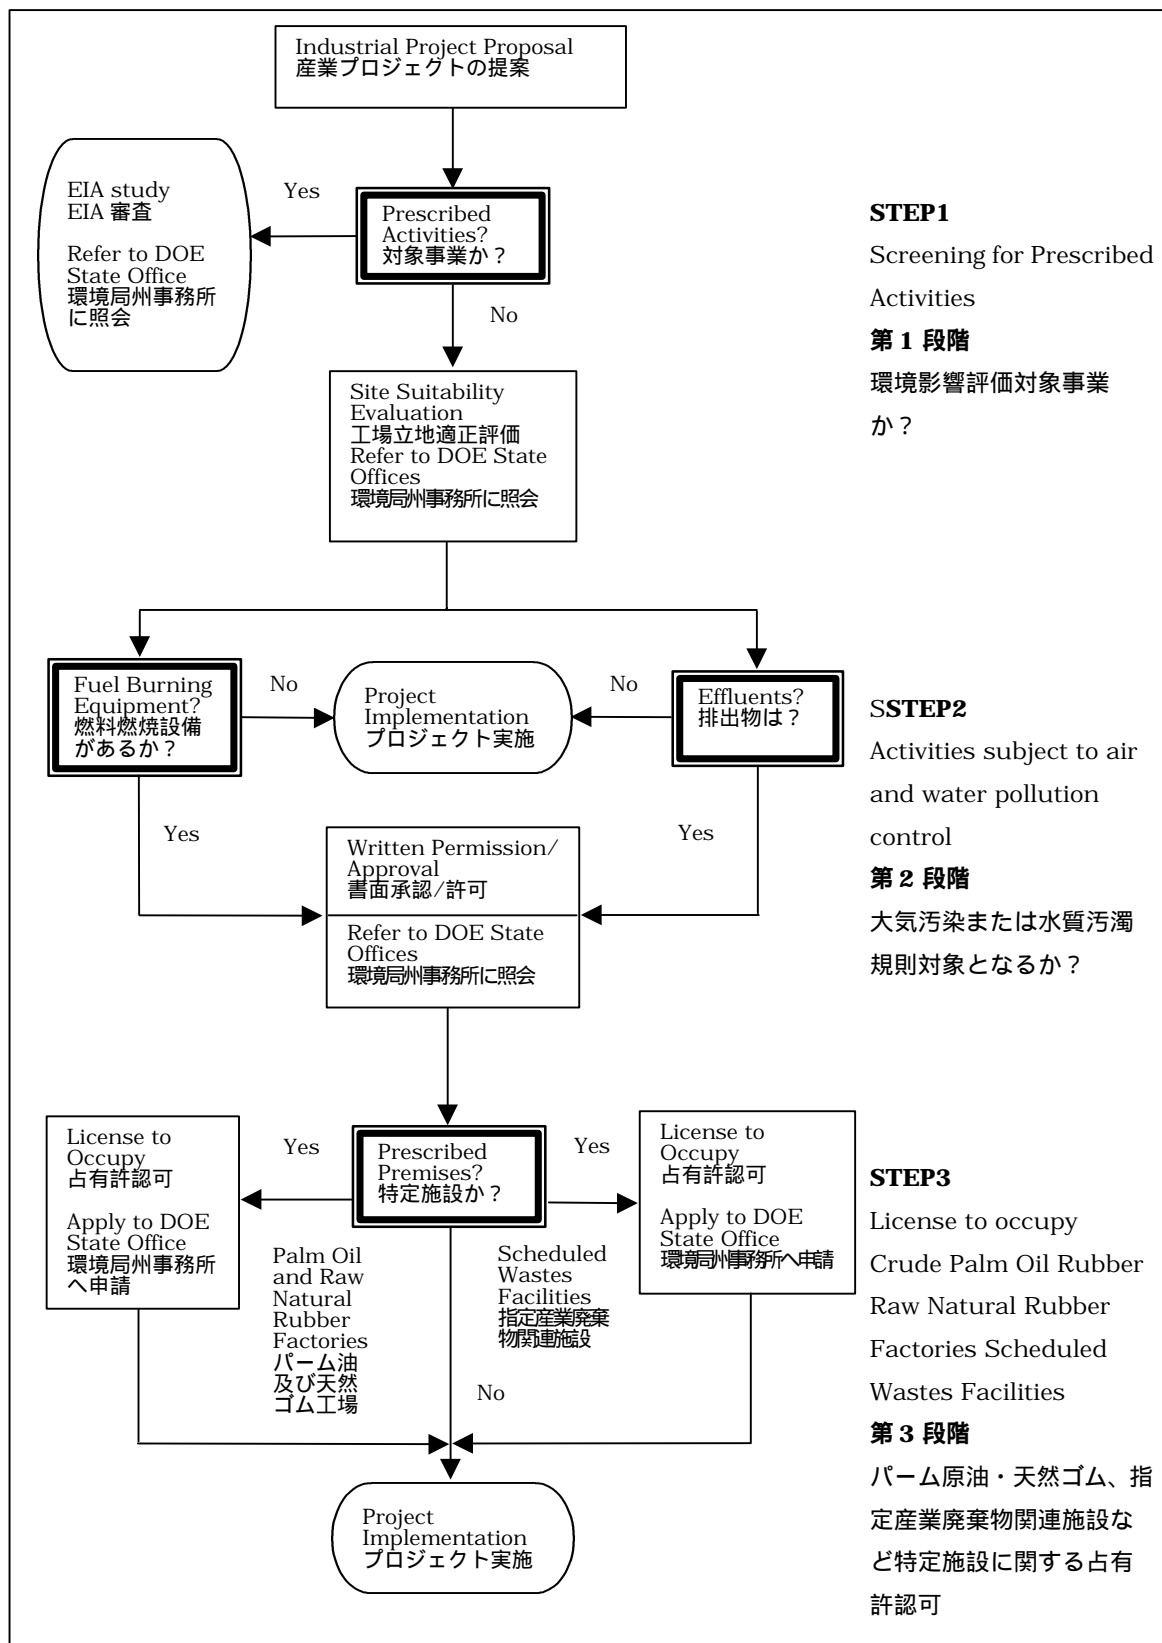 Industrial Project Proposal
産業プロジェクトの提案
EIA study
EIA 審査
Refer to DOE
State Office
環境局州事務所
に照会
Yes
Prescribed
Activities?
対象事業か？
No
STEP1
Screening for Prescribed
Activities
第 1 段階
環境影響評価対象事業
か？
Site Suitability
Evaluation
工場立地適正評価
Refer to DOE State
Offices
環境局州事務所に照会
Fuel Burning
Equipment?
燃料燃焼設備
があるか？
No
Project
Implementation
プロジェクト実施
No
Effluents?
排出物は？
Yes
Yes
SSTEP2
Activities subject to air
and water pollution
control
第 2 段階
大気汚染または水質汚濁
規則対象となるか？
Written Permission/
Approval
書面承認/許可
Refer to DOE State
Offices
環境局州事務所に照会
License to
Occupy
占有許認可
Apply to DOE
State Office
環境局州事務所
へ申請
Yes
Prescribed
Premises?
特定施設か？
Yes
License to
Occupy
占有許認可
Apply to DOE
State Office
環境局州事務所へ申請
Palm Oil
and Raw
Natural
Rubber
Factories
パーム油
及び天然
ゴム工場
Scheduled
Wastes
Facilities
指定産業廃棄
物関連施設
No
STEP3
License to occupy
Crude Palm Oil Rubber
Raw Natural Rubber
Factories Scheduled
Wastes Facilities
第 3 段階
パーム原油・天然ゴム、指
定産業廃棄物関連施設な
ど特定施設に関する占有
許認可
Project
Implementation
プロジェクト実施